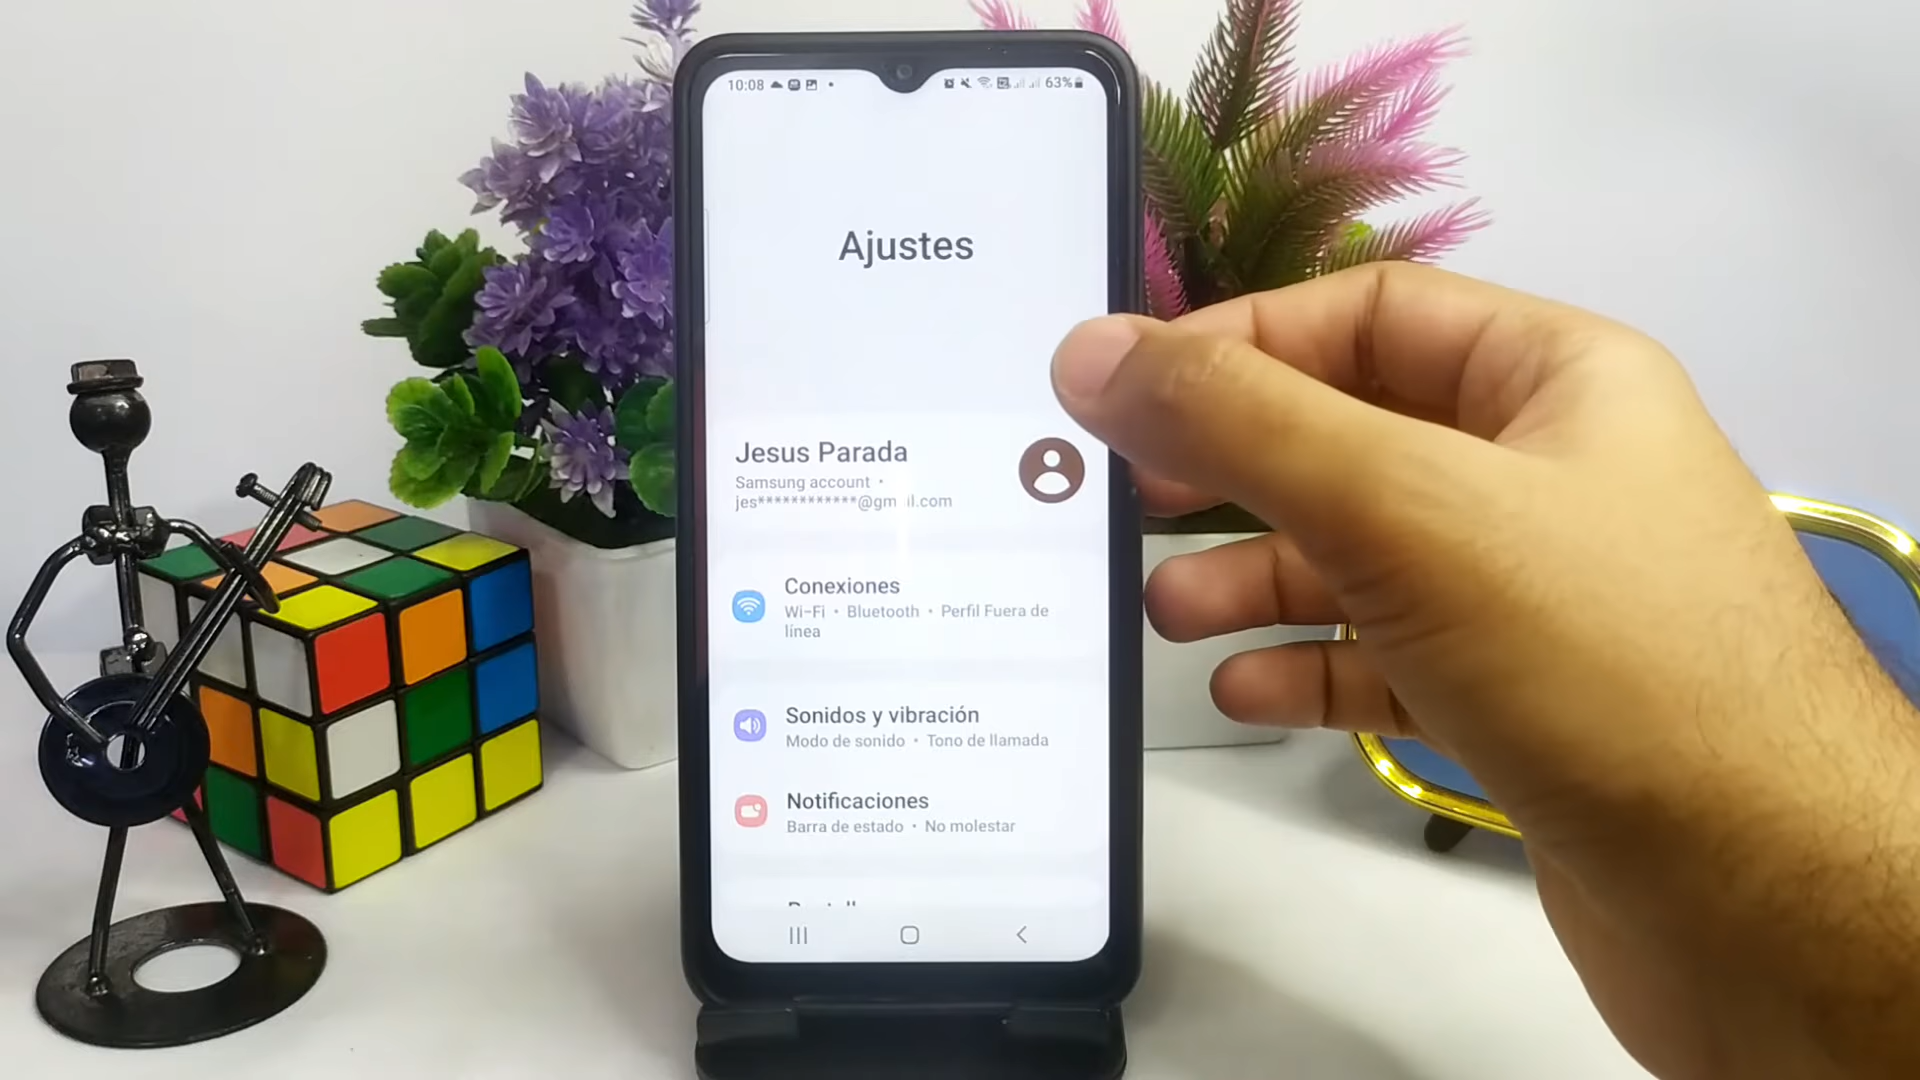 10:08 63%
Ajustes
Jesus Parada
Samsung account •
jes************@gm il.com
Conexiones
Wi-Fi • Bluetooth • Perfil Fuera de
línea
Sonidos y vibración
Modo de sonido • Tono de llamada
Notificaciones
Barra de estado • No molestar